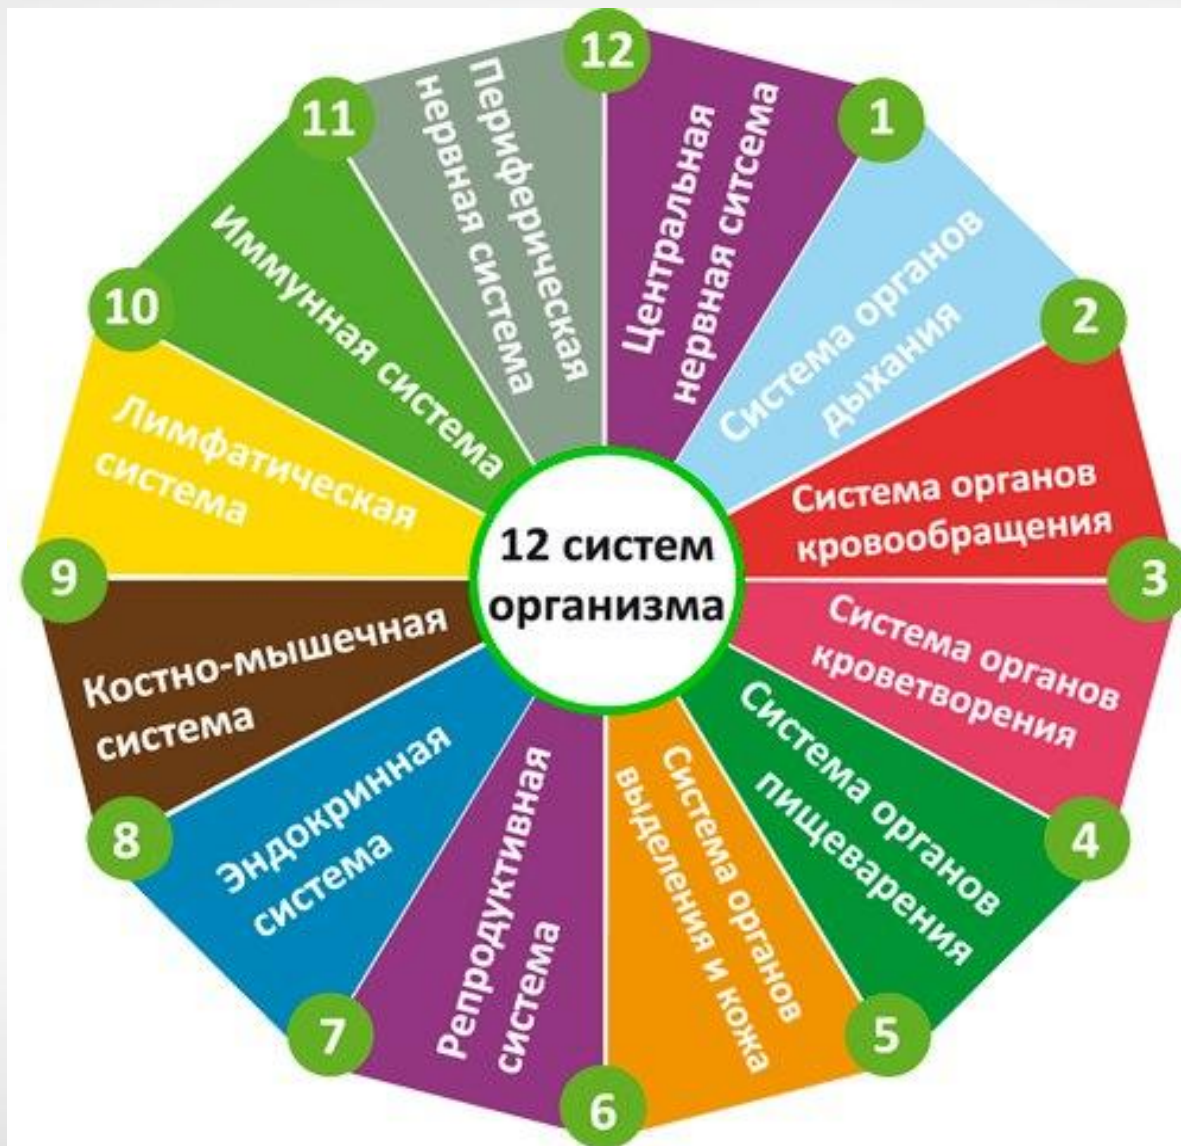 12
Центральная
нервная ситсема
1
Система органов
дыхания
2
Система органов
кровообращения
3
Система органов
кроветворения
4
Система органов
пищеварения
5
Система органов
выделения и кожа
6
Репродуктивная
система
7
Эндокринная
система
8
Костно-мышечная
система
9
Лимфатическая
система
10
Иммунная система
11
Периферическая
нервная система
12 систем
организма